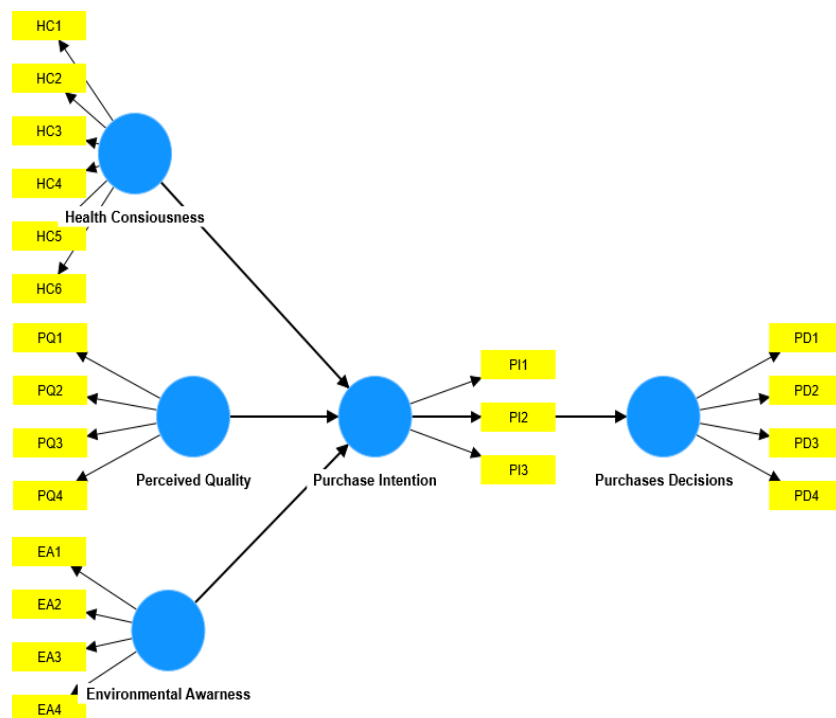 HC1
HC2
HC3
HC4
Health Consiousness
HC5
HC6
PQ1
PQ2
PQ3
PQ4
Perceived Quality
PI1
PI2
PI3
Purchase Intention
PD1
PD2
PD3
PD4
Purchases Decisions
EA1
EA2
EA3
EA4
Environmental Awarness